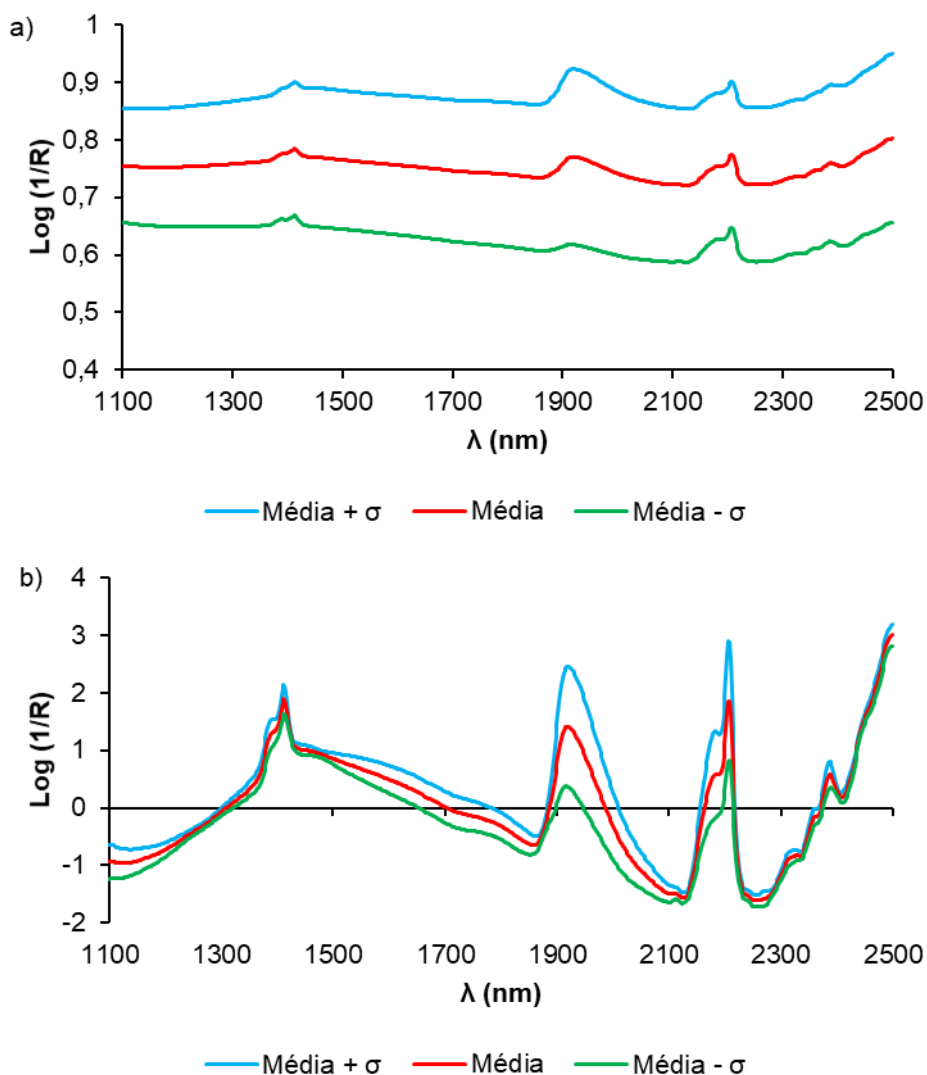 a)
1
0,9
0,8
0,7
0,6
0,5
0,4
Log (1/R)
1100 1300 1500 1700 1900 2100 2300 2500
λ (nm)
Média + σ Média Média - σ
b)
4
3
2
1
0
-1
-2
Log (1/R)
1100 1300 1500 1700 1900 2100 2300 2500
λ (nm)
Média + σ Média Média - σ